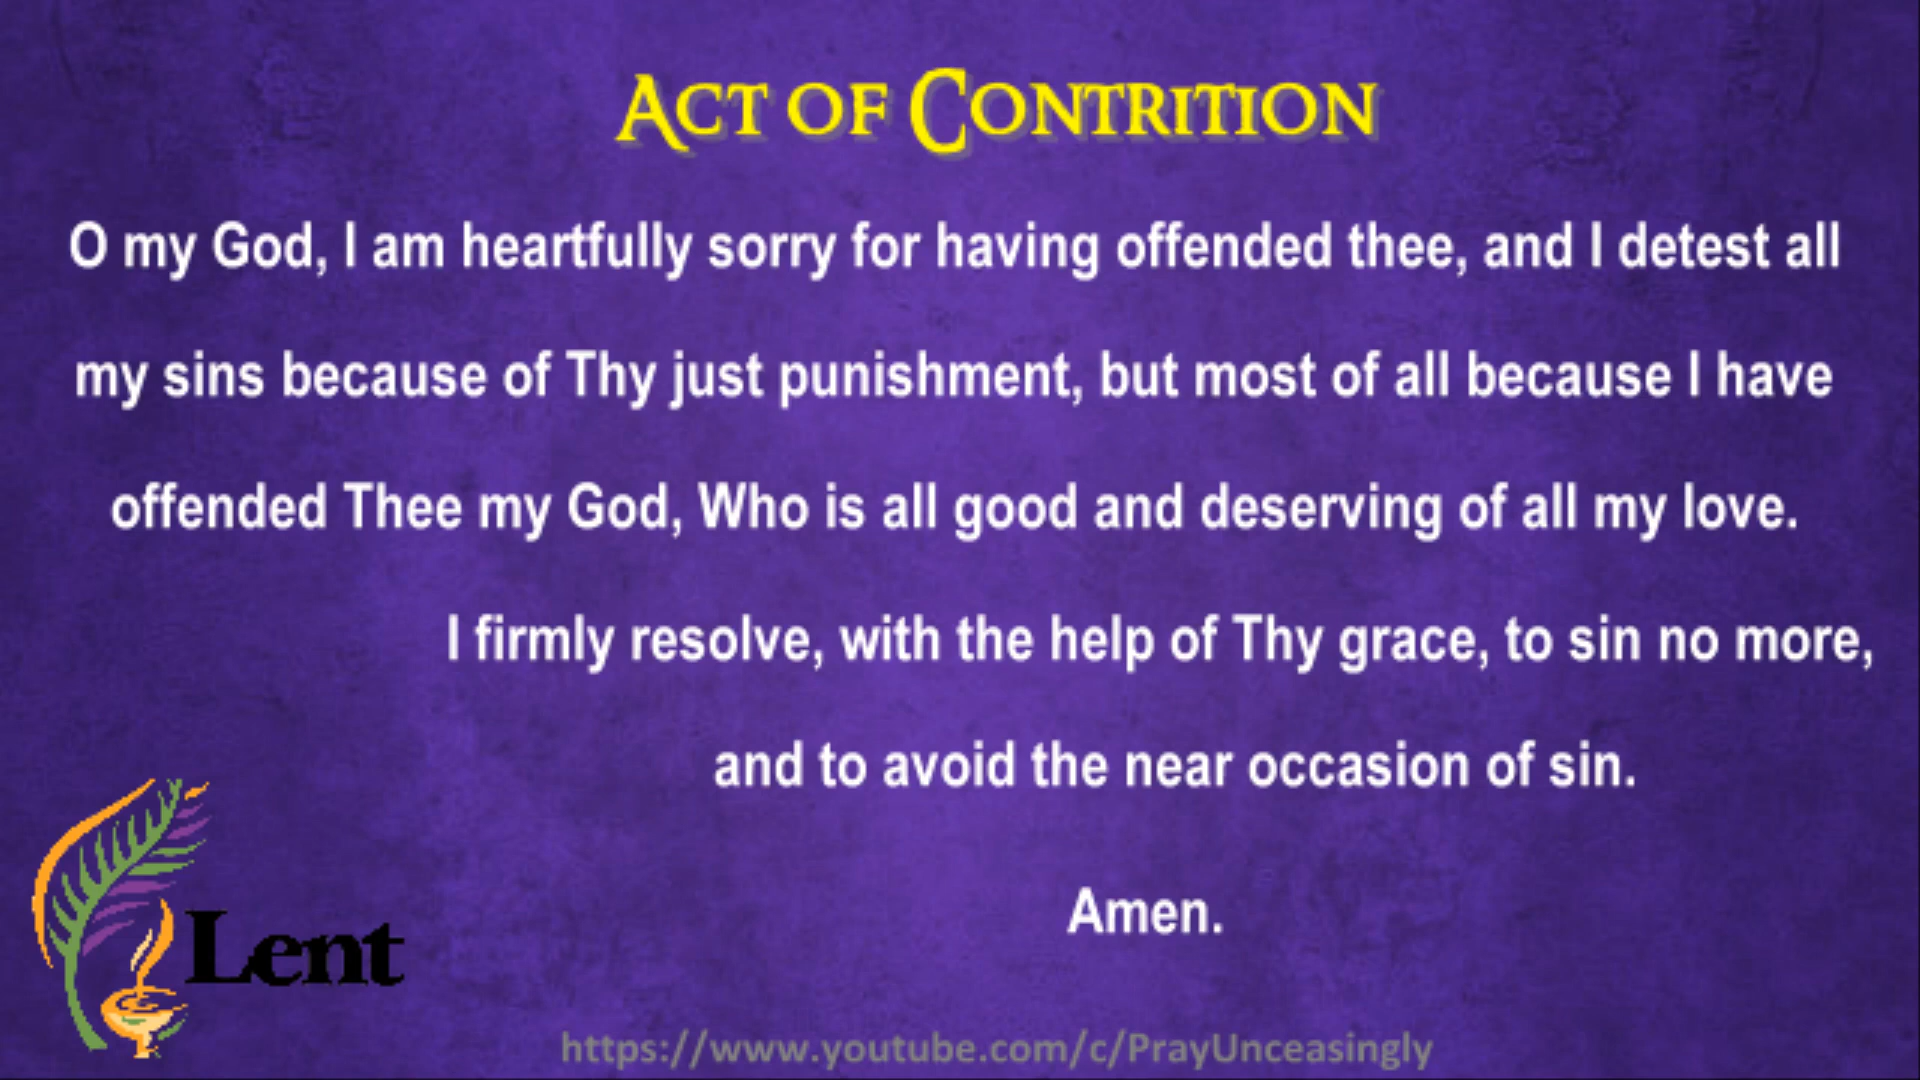 Act of Contrition
O my God, I am heartfully sorry for having offended thee, and I detest all
my sins because of Thy just punishment, but most of all because I have
offended Thee my God, Who is all good and deserving of all my love.
I firmly resolve, with the help of Thy grace, to sin no more,
and to avoid the near occasion of sin.
Amen.
Lent
https://www.youtube.com/c/PrayUnceasingly